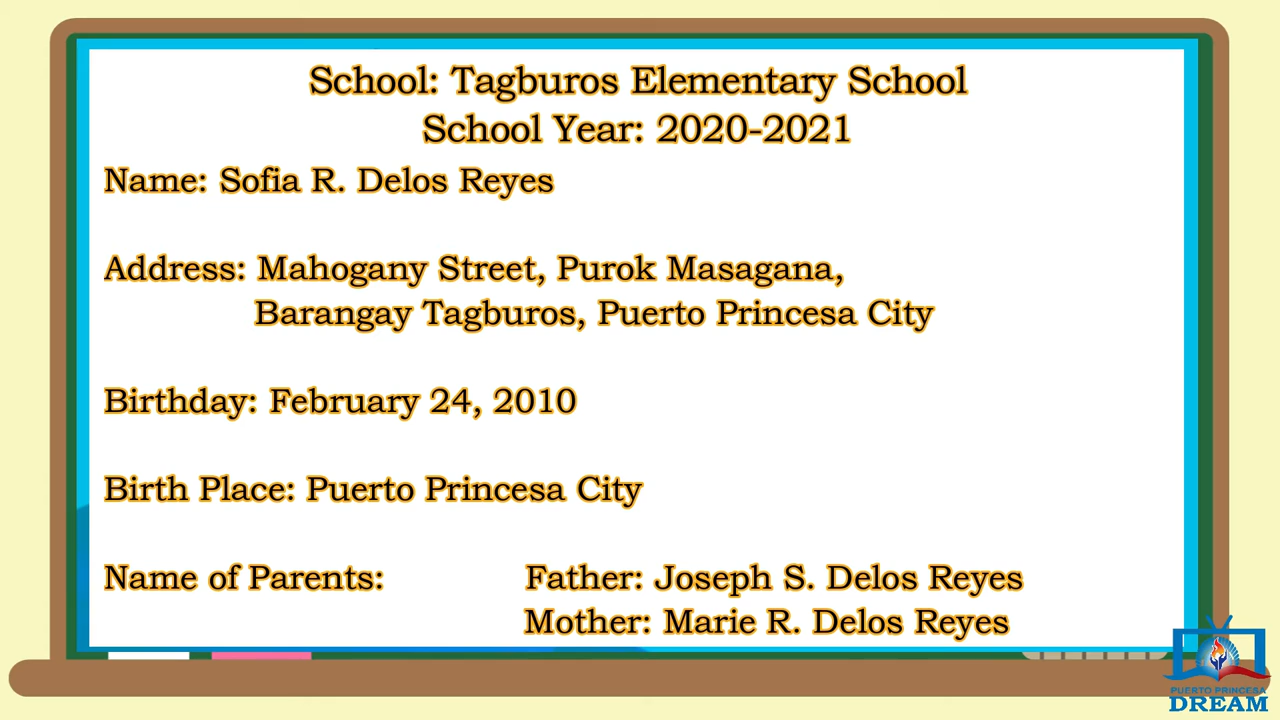 School: Tagburos Elementary School
School Year: 2020-2021
Name: Sofia R. Delos Reyes
Address: Mahogany Street, Purok Masagana,
Barangay Tagburos, Puerto Princesa City
Birthday: February 24, 2010
Birth Place: Puerto Princesa City
Name of Parents: Father: Joseph S. Delos Reyes
Mother: Marie R. Delos Reyes
PUERTO PRINCESA
DREAM